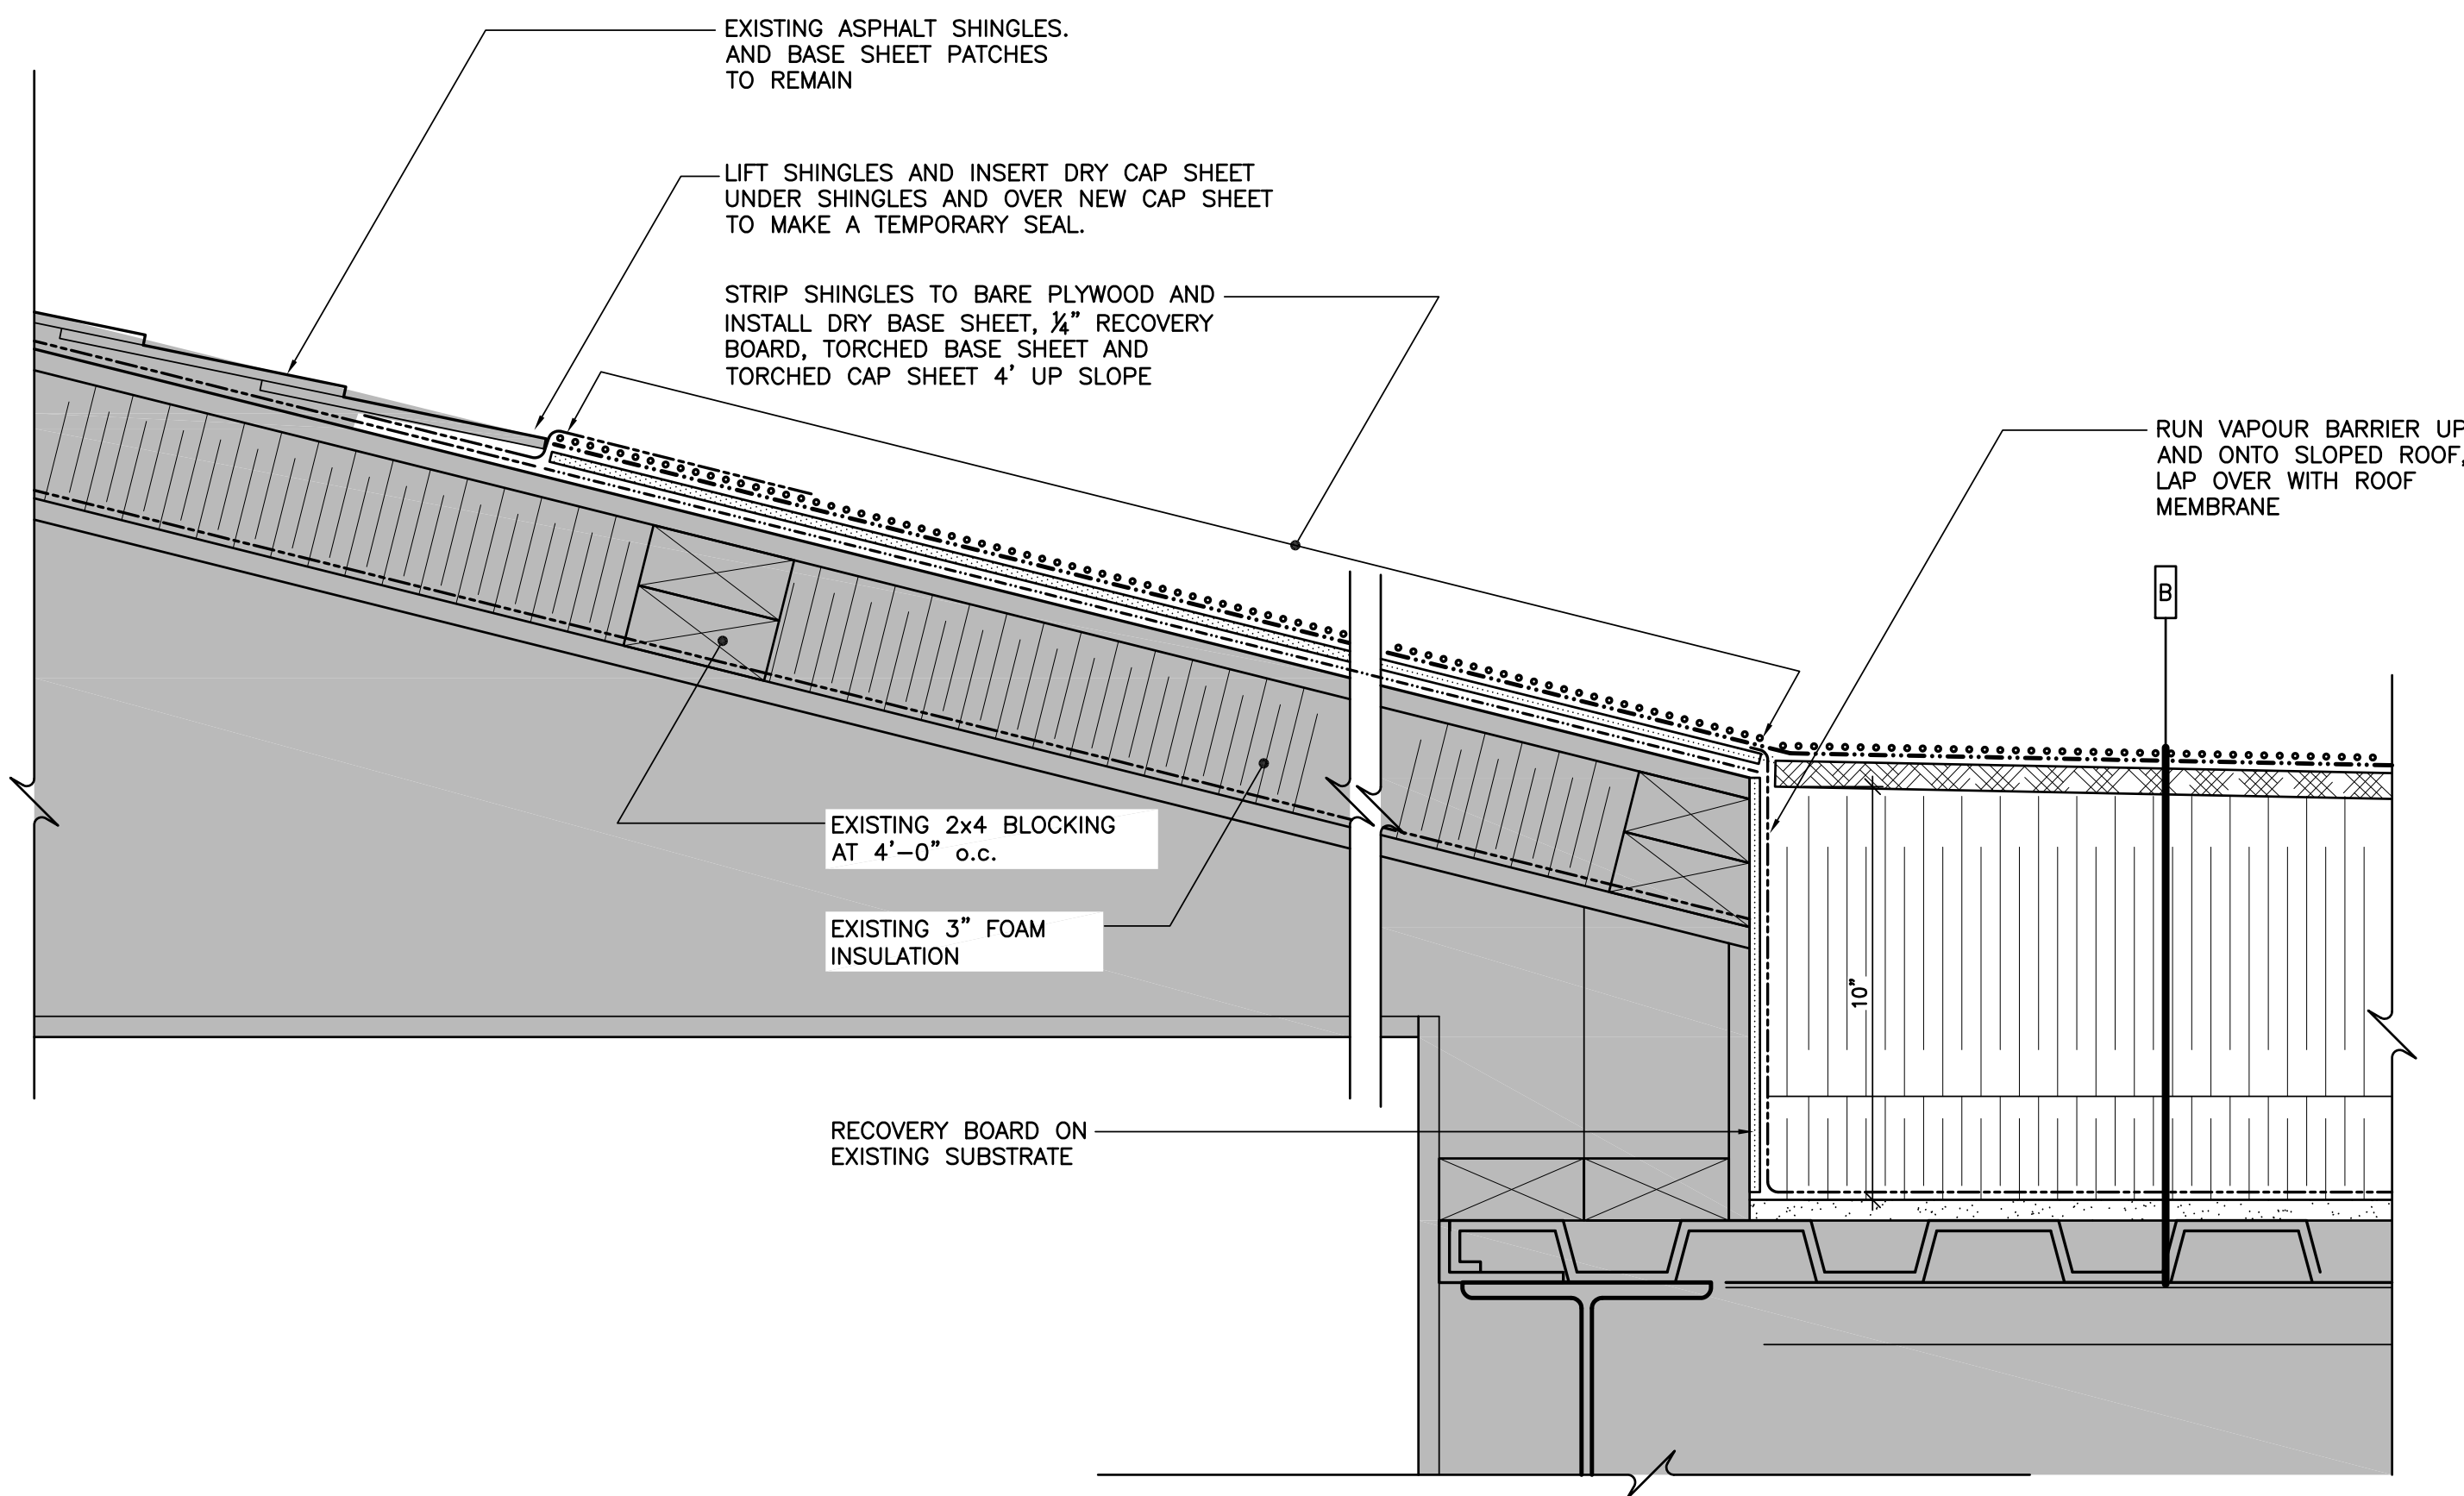 EXISTING ASPHALT SHINGLES.
AND BASE SHEET PATCHES
TO REMAIN
LIFT SHINGLES AND INSERT DRY CAP SHEET
UNDER SHINGLES AND OVER NEW CAP SHEET
TO MAKE A TEMPORARY SEAL.
STRIP SHINGLES TO BARE PLYWOOD AND
INSTALL DRY BASE SHEET, ¼" RECOVERY
BOARD, TORCHED BASE SHEET AND
TORCHED CAP SHEET 4' UP SLOPE
RUN VAPOUR BARRIER UP
AND ONTO SLOPED ROOF,
LAP OVER WITH ROOF
MEMBRANE
B
EXISTING 2x4 BLOCKING
AT 4'-0" o.c.
EXISTING 3" FOAM
INSULATION
10"
RECOVERY BOARD ON
EXISTING SUBSTRATE